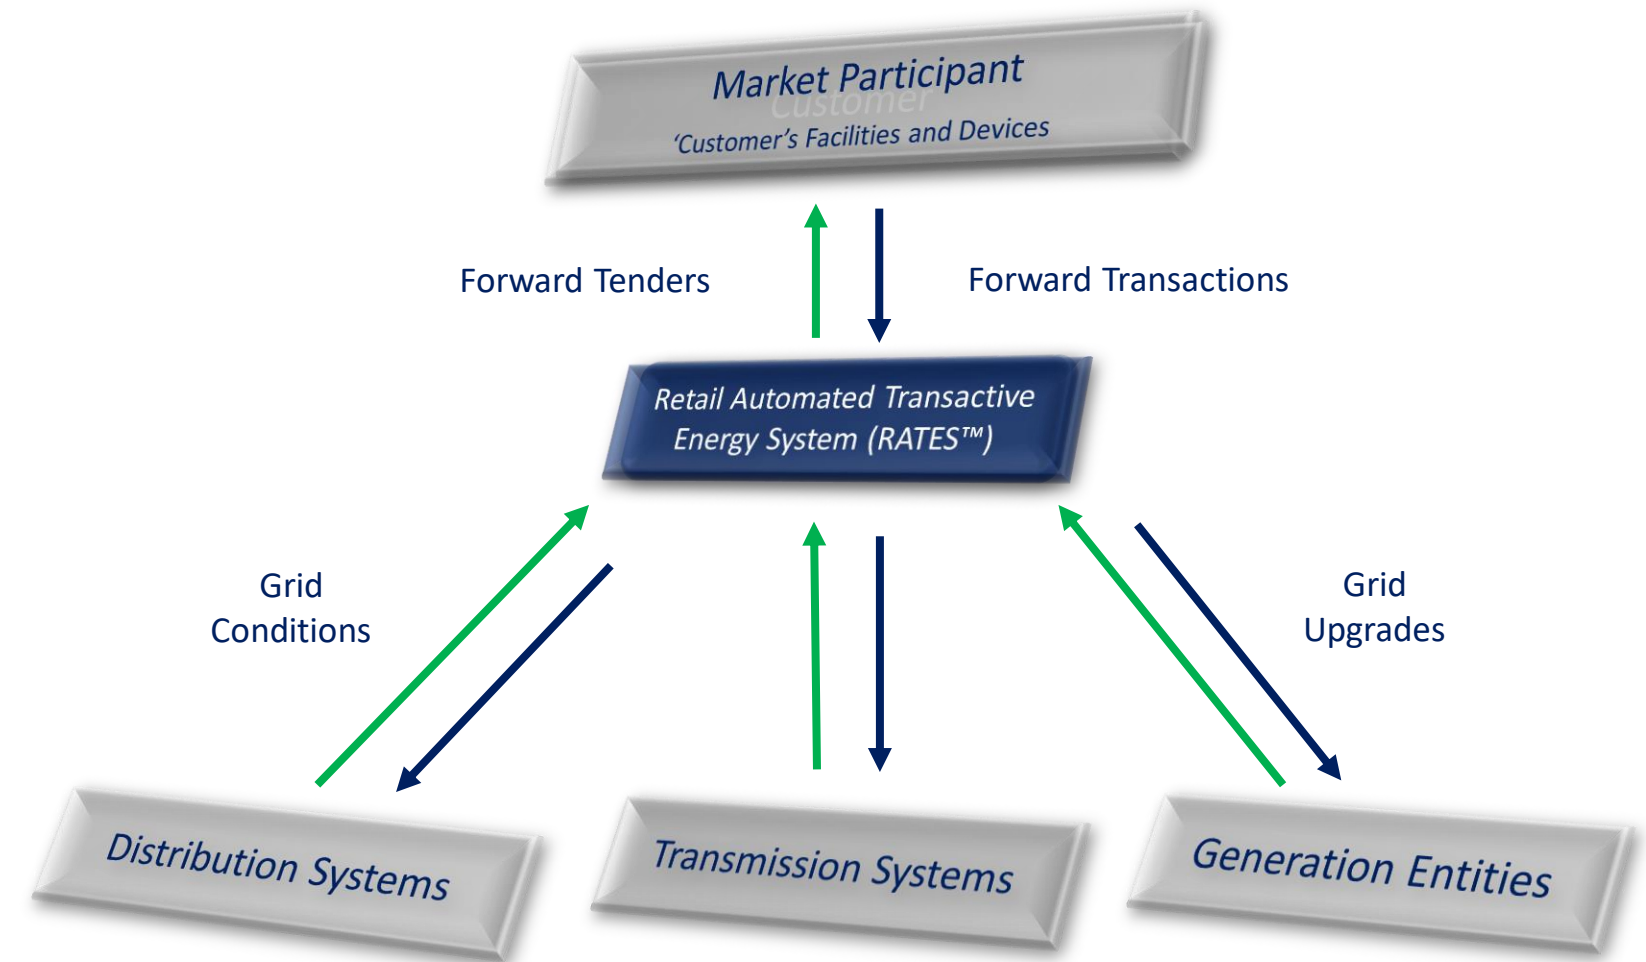 Market Participant
Customer
‘Customer’s Facilities and Devices
Forward Tenders
Forward Transactions
Retail Automated Transactive
Energy System (RATES™)
Grid
Conditions
Grid
Upgrades
Distribution Systems
Transmission Systems
Generation Entities